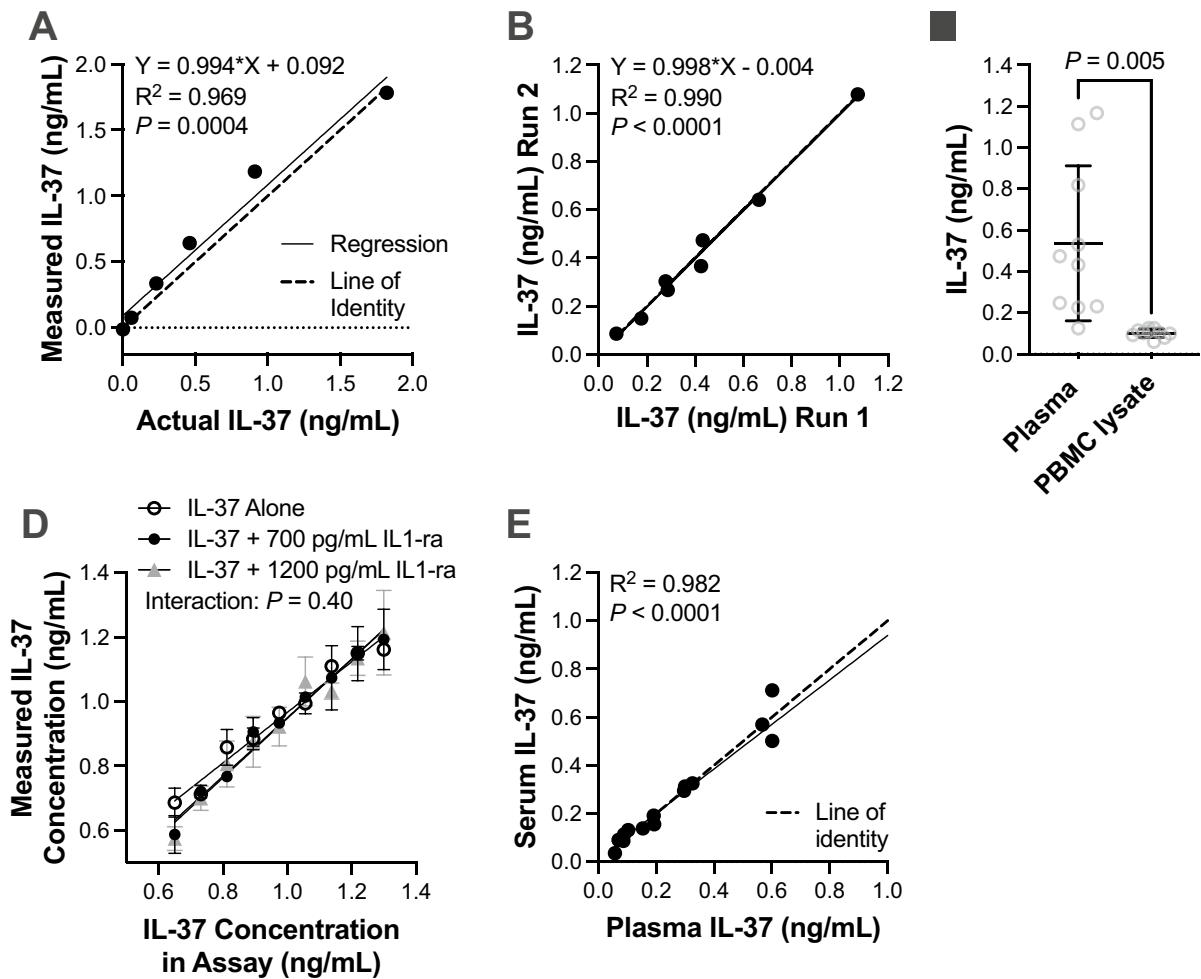 A
Y = 0.994*X + 0.092
R² = 0.969
P = 0.0004
Measured IL-37 (ng/mL)
2.0
1.5
1.0
0.5
0.0
Regression
Line of
Identity
0.0 0.5 1.0 1.5 2.0
Actual IL-37 (ng/mL)
B
Y = 0.998*X - 0.004
R² = 0.990
P < 0.0001
IL-37 (ng/mL) Run 2
1.2
1.0
0.8
0.6
0.4
0.2
0.0
0.0 0.2 0.4 0.6 0.8 1.0 1.2
IL-37 (ng/mL) Run 1
P = 0.005
IL-37 (ng/mL)
1.4
1.2
1.0
0.8
0.6
0.4
0.2
0.0
Plasma
PBMC lysate
D
IL-37 Alone
IL-37 + 700 pg/mL IL1-ra
IL-37 + 1200 pg/mL IL1-ra
Interaction: P = 0.40
Measured IL-37
Concentration (ng/mL)
1.4
1.2
1.0
0.8
0.6
0.6 0.8 1.0 1.2 1.4
IL-37 Concentration
in Assay (ng/mL)
E
R² = 0.982
P < 0.0001
Serum IL-37 (ng/mL)
1.2
1.0
0.8
0.6
0.4
0.2
0.0
Line of
identity
0.0 0.2 0.4 0.6 0.8 1.0
Plasma IL-37 (ng/mL)